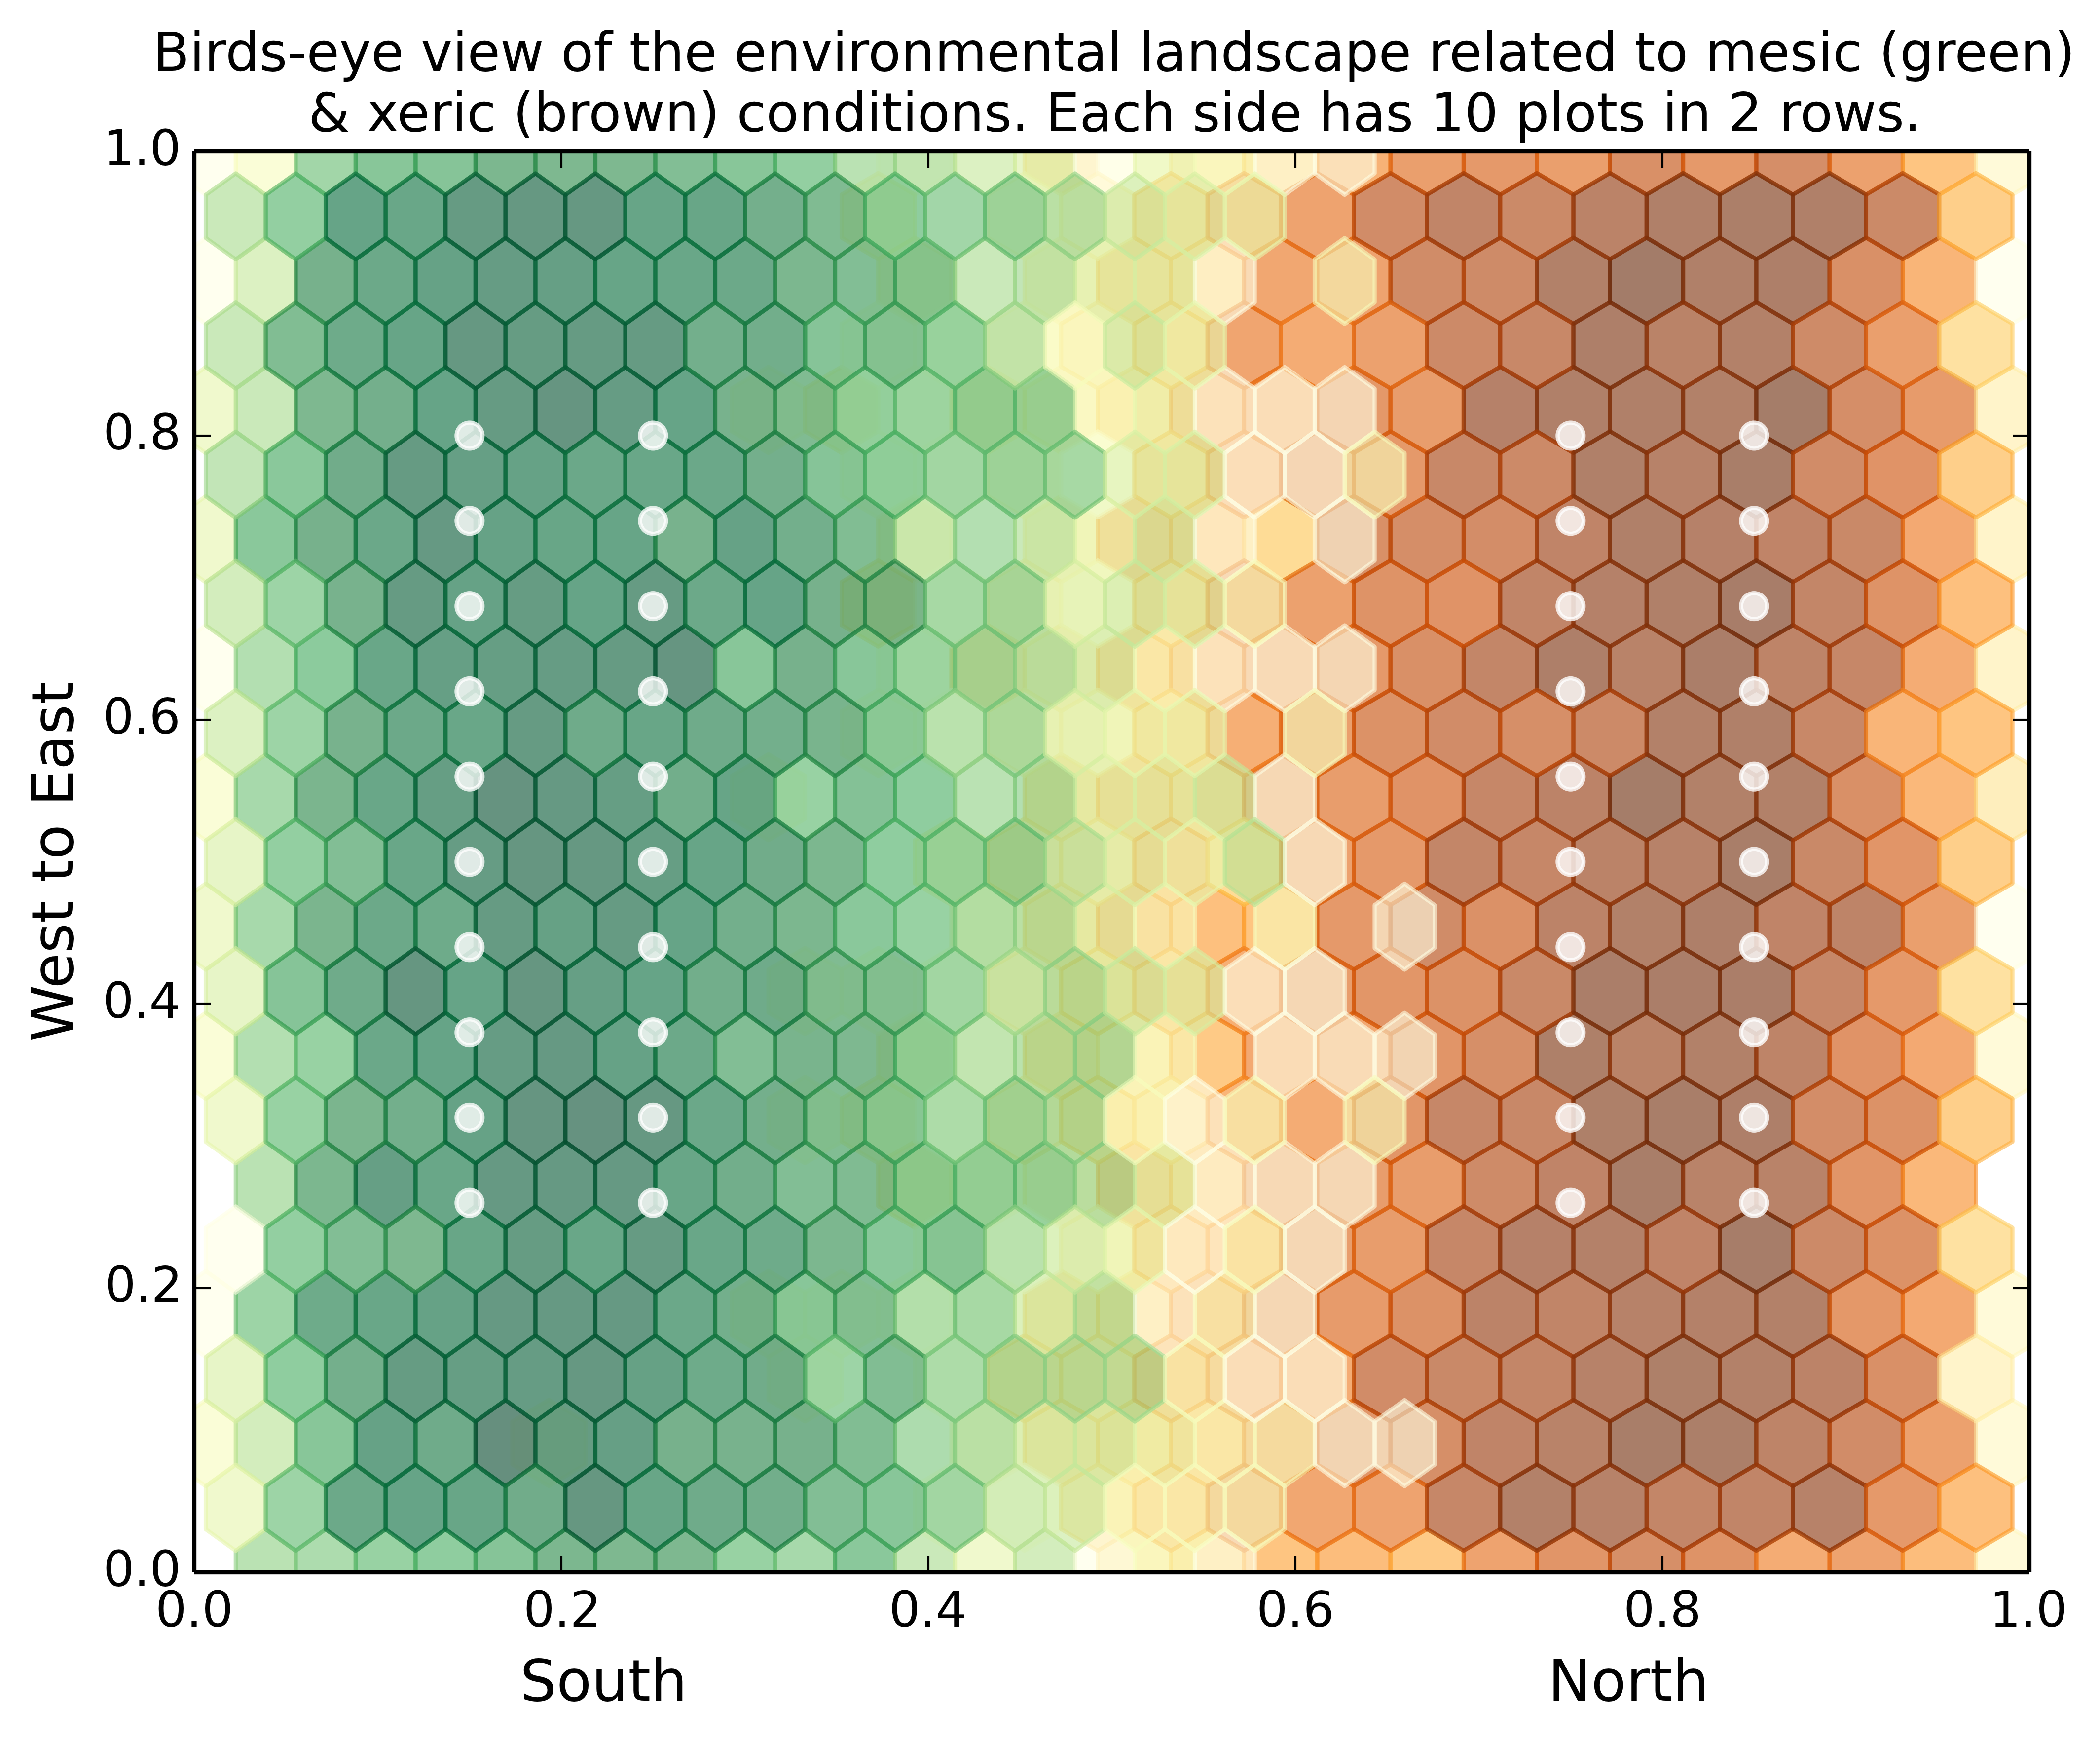 Birds-eye view of the environmental landscape related to mesic (green)
& xeric (brown) conditions. Each side has 10 plots in 2 rows.
1.0
0.8
0.6
0.4
0.2
0.0
West to East
0.0 0.2 0.4 0.6 0.8 1.0
South North